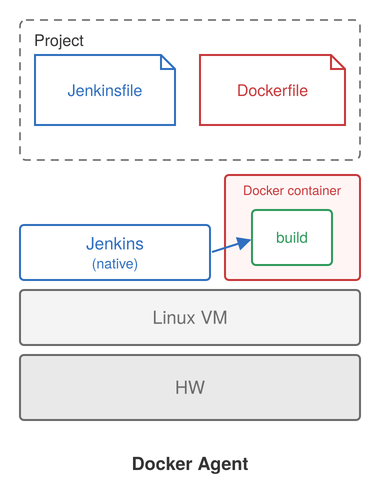 Project
Jenkinsfile
Dockerfile
Docker container
Jenkins
(native)
build
Linux VM
HW
Docker Agent